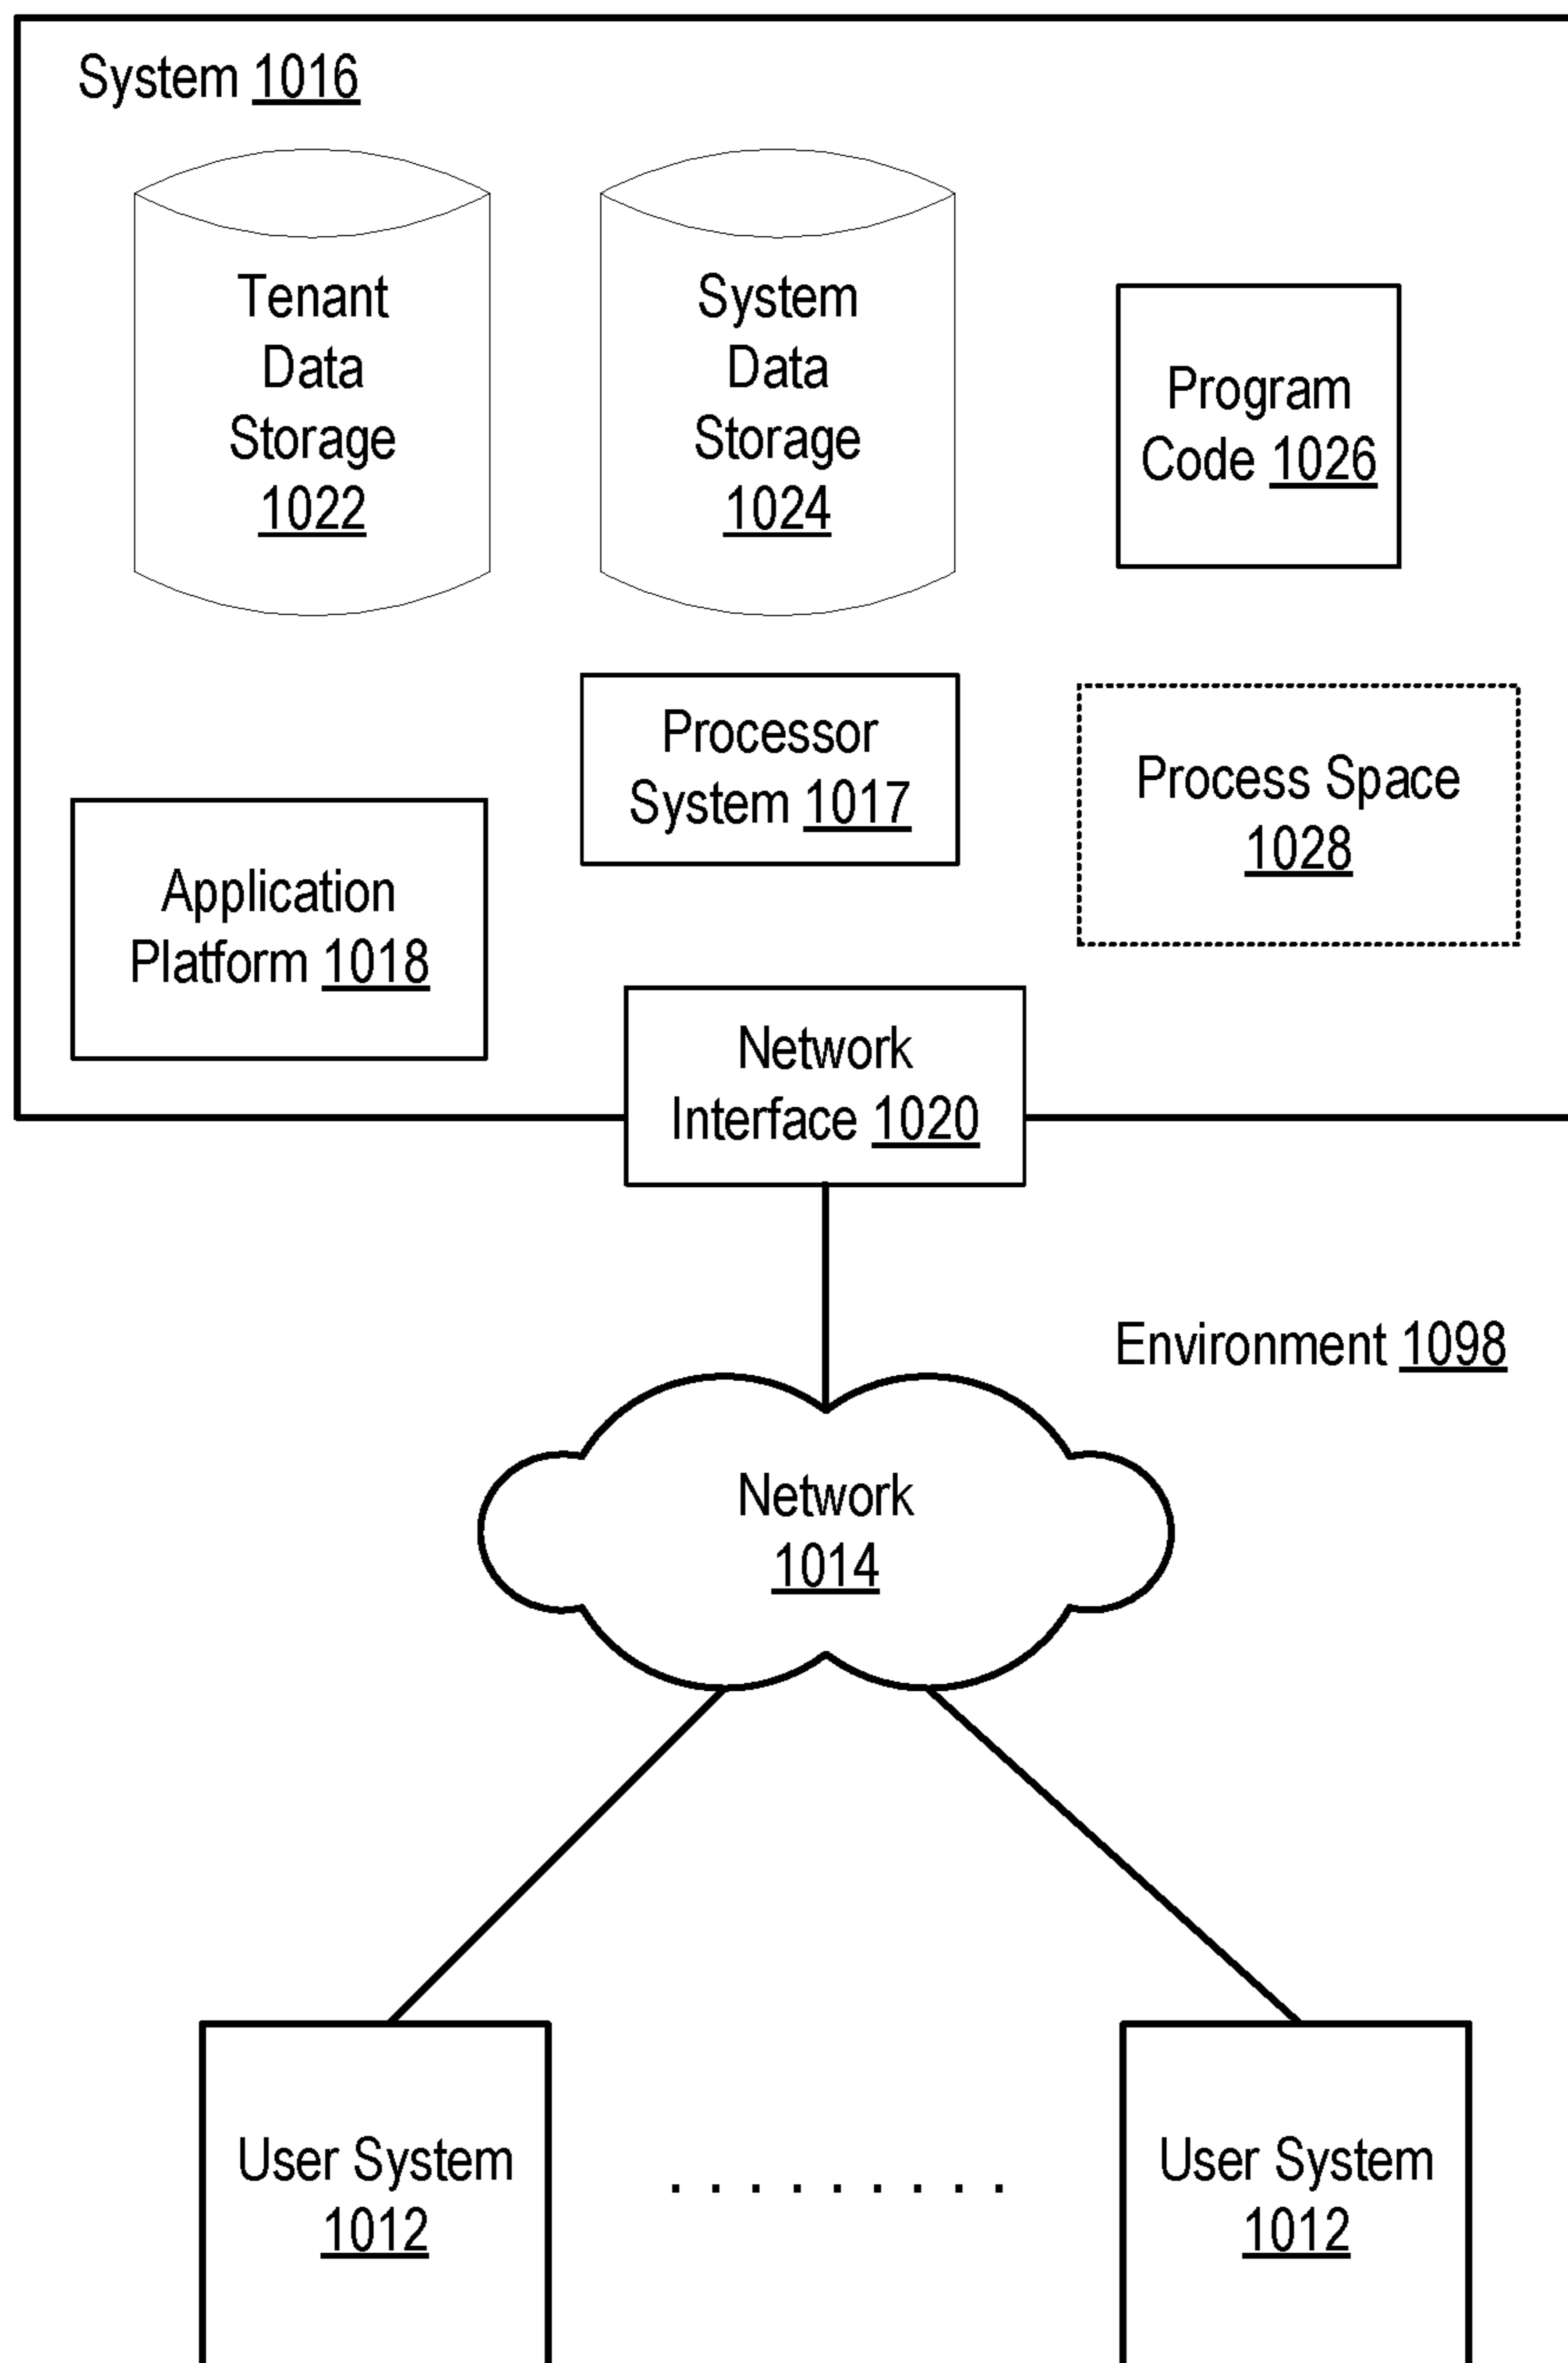 System 1016
Tenant
Data
Storage
1022
System
Data
Storage
1024
Program
Code 1026
Processor
System 1017
Process Space
1028
Application
Platform 1018
Network
Interface 1020
Environment 1098
Network
1014
User System
1012
. . . . . . . . .
User System
1012